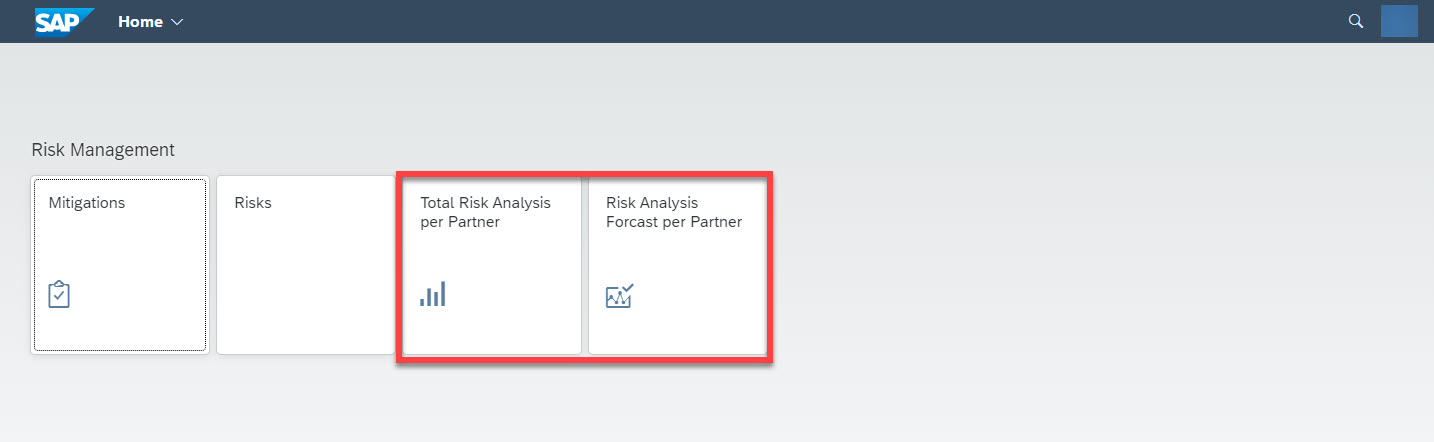 SAP
Home
Risk Management
Mitigations
Risks
Total Risk Analysis
per Partner
Risk Analysis
Forcast per Partner